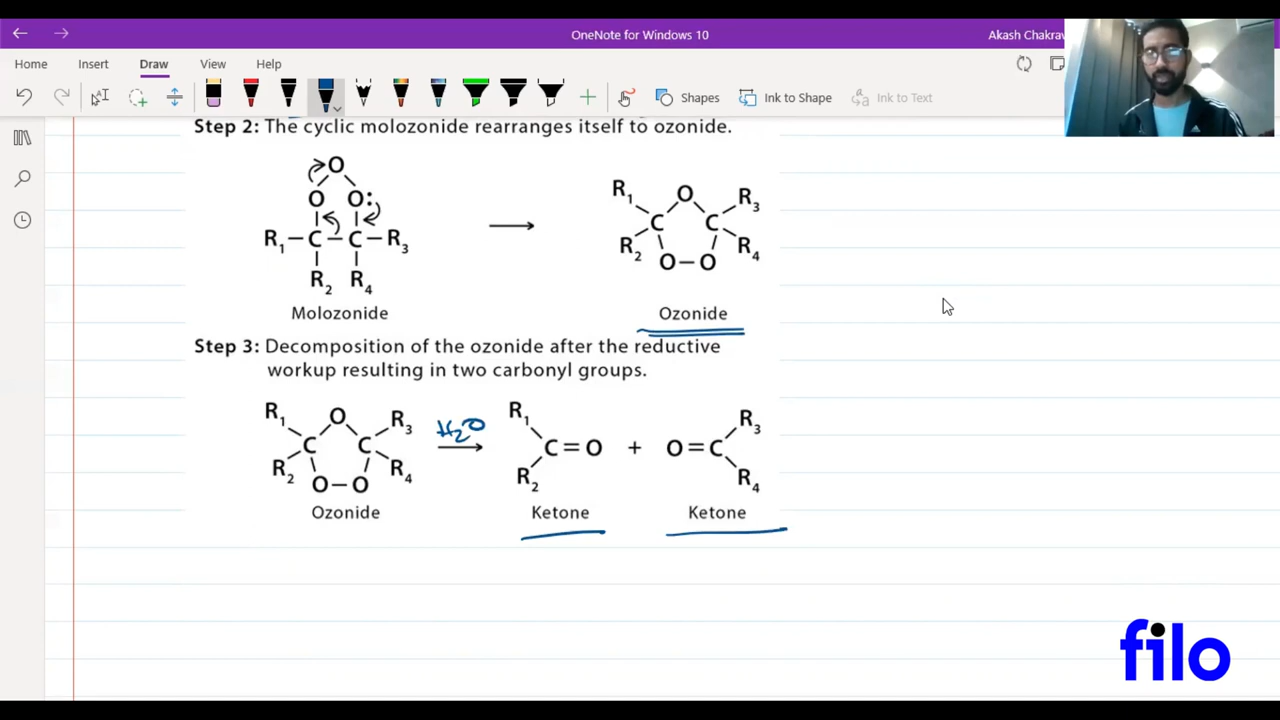 OneNote for Windows 10
Akash Chakrav
Home Insert Draw View Help
Shapes Ink to Shape Ink to Text
Step 2: The cyclic molozonide rearranges itself to ozonide.
O
O O:
R1–C–C–R3
R2 R4
Molozonide
R1 O R3
C C
R2 R4
O–O
Ozonide
Step 3: Decomposition of the ozonide after the reductive
workup resulting in two carbonyl groups.
R1 O R3
C C
R2 R4
O–O
Ozonide
H2O
R1
C=O
R2
Ketone
+
R3
O=C
R4
Ketone
filo